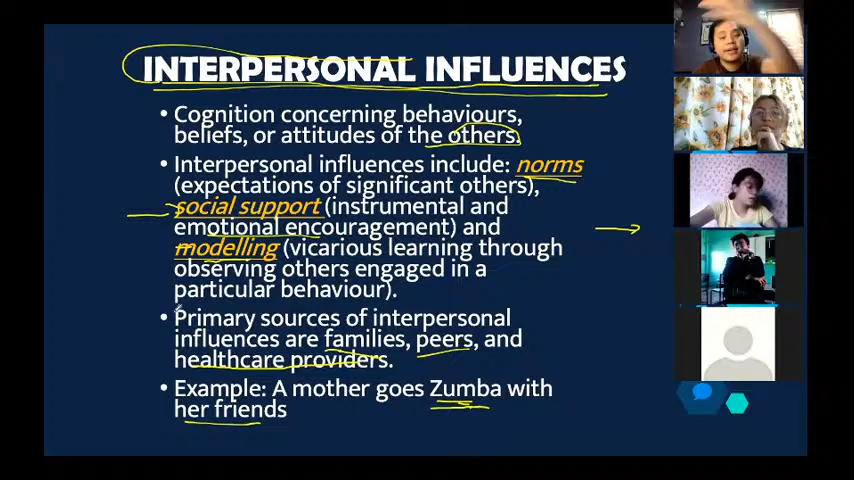 INTERPERSONAL INFLUENCES
• Cognition concerning behaviours,
beliefs, or attitudes of the others.
• Interpersonal influences include: norms
(expectations of significant others),
social support (instrumental and
emotional encouragement) and
modelling (vicarious learning through
observing others engaged in a
particular behaviour).
• Primary sources of interpersonal
influences are families, peers, and
healthcare providers.
• Example: A mother goes Zumba with
her friends